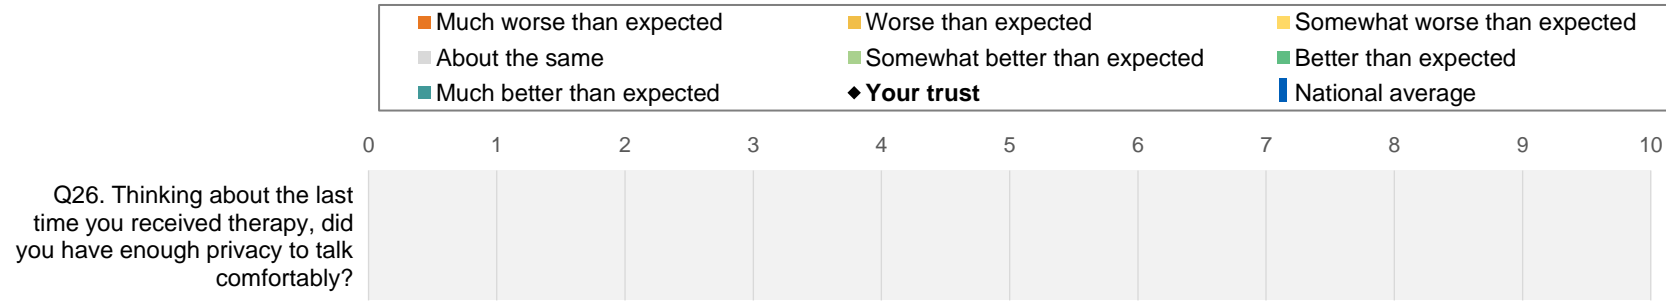 Much worse than expected
Worse than expected
Somewhat worse than expected
About the same
Somewhat better than expected
Better than expected
Much better than expected
Your trust
National average
0 1 2 3 4 5 6 7 8 9 10
Q26. Thinking about the last
time you received therapy, did
you have enough privacy to talk
comfortably?